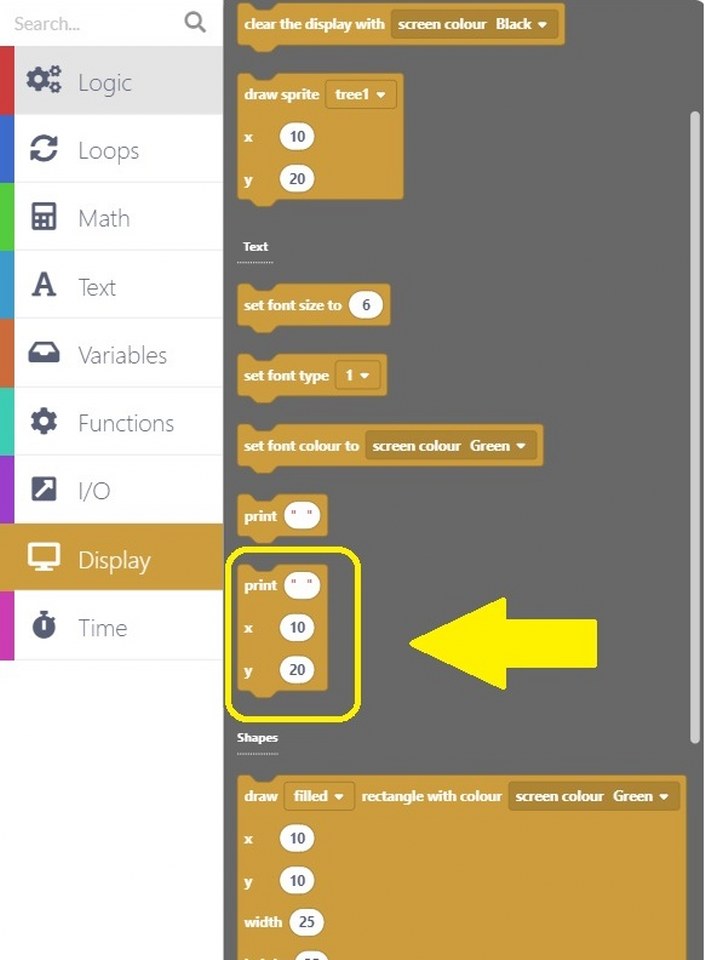 Search...
Logic
Loops
Math
Text
Variables
Functions
I/O
Display
Time
clear the display with screen colour Black
draw sprite tree1
x 10
y 20
Text
set font size to 6
set font type 1
set font colour to screen colour Green
print " "
print " "
x 10
y 20
Shapes
draw filled rectangle with colour screen colour Green
x 10
y 10
width 25